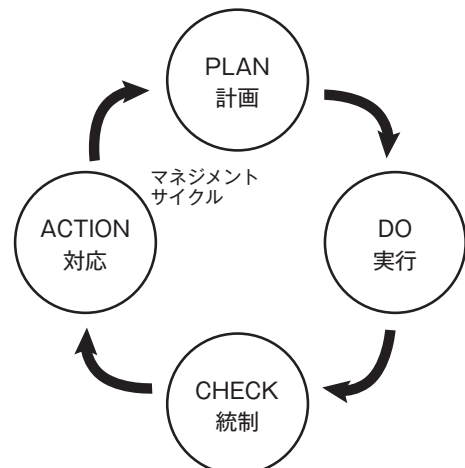 PLAN
計画
マネジメント
サイクル
ACTION
対応
DO
実行
CHECK
統制